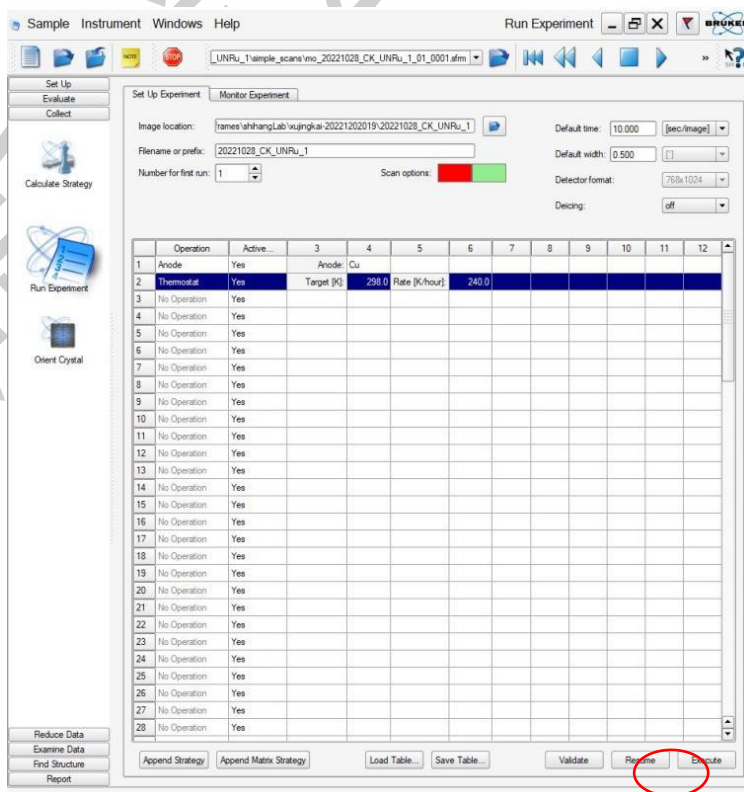 Sample Instrument Windows Help Run Experiment BRUKER
NOTE STOP _UNRu_1\simple_scans\mo_20221028_CK_UNRu_1_01_0001.sfrm »
Set Up
Evaluate
Collect
Calculate Strategy
Run Experiment
Orient Crystal
Reduce Data
Examine Data
Find Structure
Report
Set Up Experiment Monitor Experiment
Image location: rames\shihangLab\xujingkai-20221202019\20221028_CK_UNRu_1
Filename or prefix: 20221028_CK_UNRu_1
Number for first run: 1 Scan options:
Default time: 10.000 [sec/image]
Default width: 0.500 [°]
Detector format: 768x1024
Deicing: off
Operation Active... 3 4 5 6 7 8 9 10 11 12
1 Anode Yes Anode: Cu
2 Thermostat Yes Target [K]: 298.0 Rate [K/hour]: 240.0
3 No Operation Yes
4 No Operation Yes
5 No Operation Yes
6 No Operation Yes
7 No Operation Yes
8 No Operation Yes
9 No Operation Yes
10 No Operation Yes
11 No Operation Yes
12 No Operation Yes
13 No Operation Yes
14 No Operation Yes
15 No Operation Yes
16 No Operation Yes
17 No Operation Yes
18 No Operation Yes
19 No Operation Yes
20 No Operation Yes
21 No Operation Yes
22 No Operation Yes
23 No Operation Yes
24 No Operation Yes
25 No Operation Yes
26 No Operation Yes
27 No Operation Yes
28 No Operation Yes
Append Strategy Append Matrix Strategy Load Table... Save Table... Validate Resume Execute